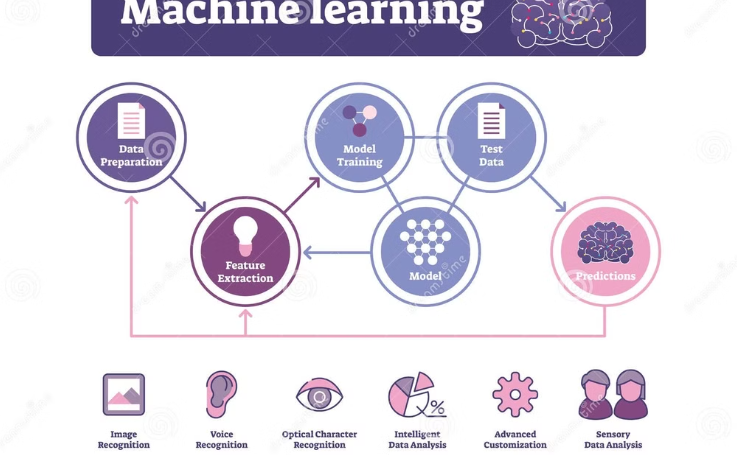 Machine learning
Data
Preparation
Model
Training
Test
Data
Feature
Extraction
Model
Predictions
Image
Recognition
Voice
Recognition
Optical Character
Recognition
Intelligent
Data Analysis
Advanced
Customization
Sensory
Data Analysis
%
dreamstime